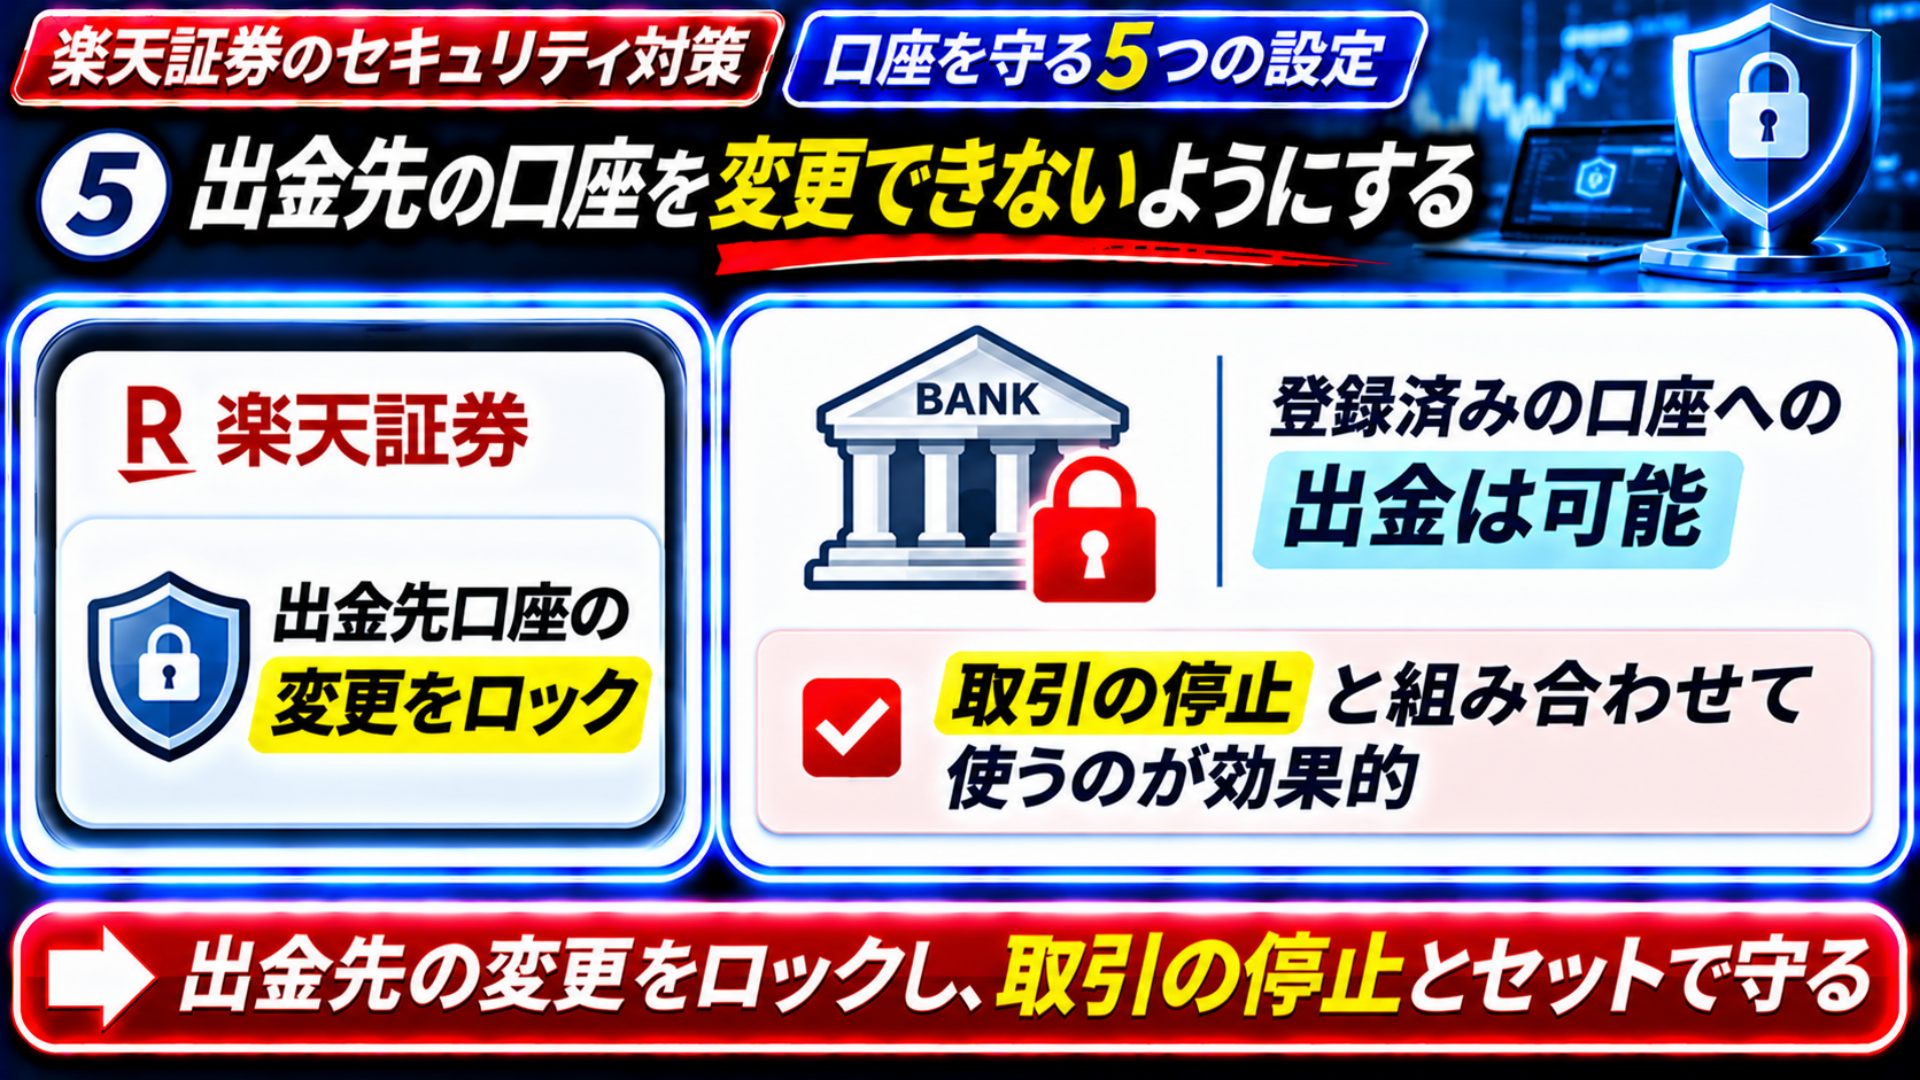 楽天証券のセキュリティ対策
口座を守る5つの設定
5 出金先の口座を変更できないようにする
R 楽天証券
出金先口座の
変更をロック
BANK
登録済みの口座への
出金は可能
取引の停止と組み合わせて
使うのが効果的
出金先の変更をロックし、取引の停止とセットで守る